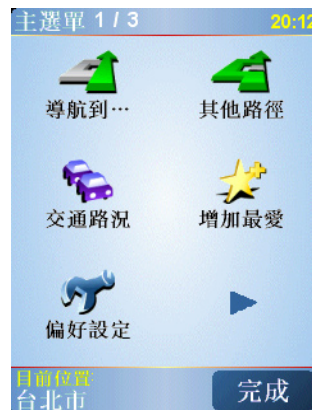 主選單 1 / 3
20:12
導航到…
其他路徑
交通路況
增加最愛
偏好設定
目前位置:
台北市
完成